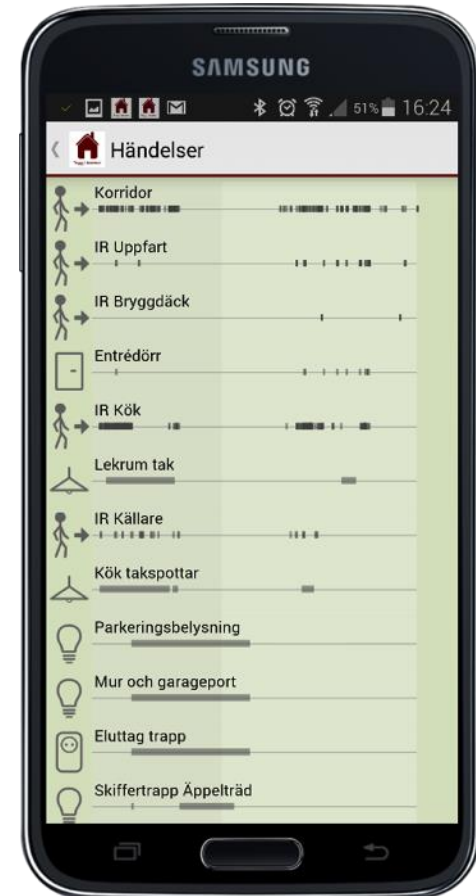 SAMSUNG
51% 16:24
Händelser
Korridor
IR Uppfart
IR Bryggdäck
Entrédörr
IR Kök
Lekrum tak
IR Källare
Kök takspottar
Parkeringsbelysning
Mur och garageport
Eluttag trapp
Skiffertrapp Äppelträd